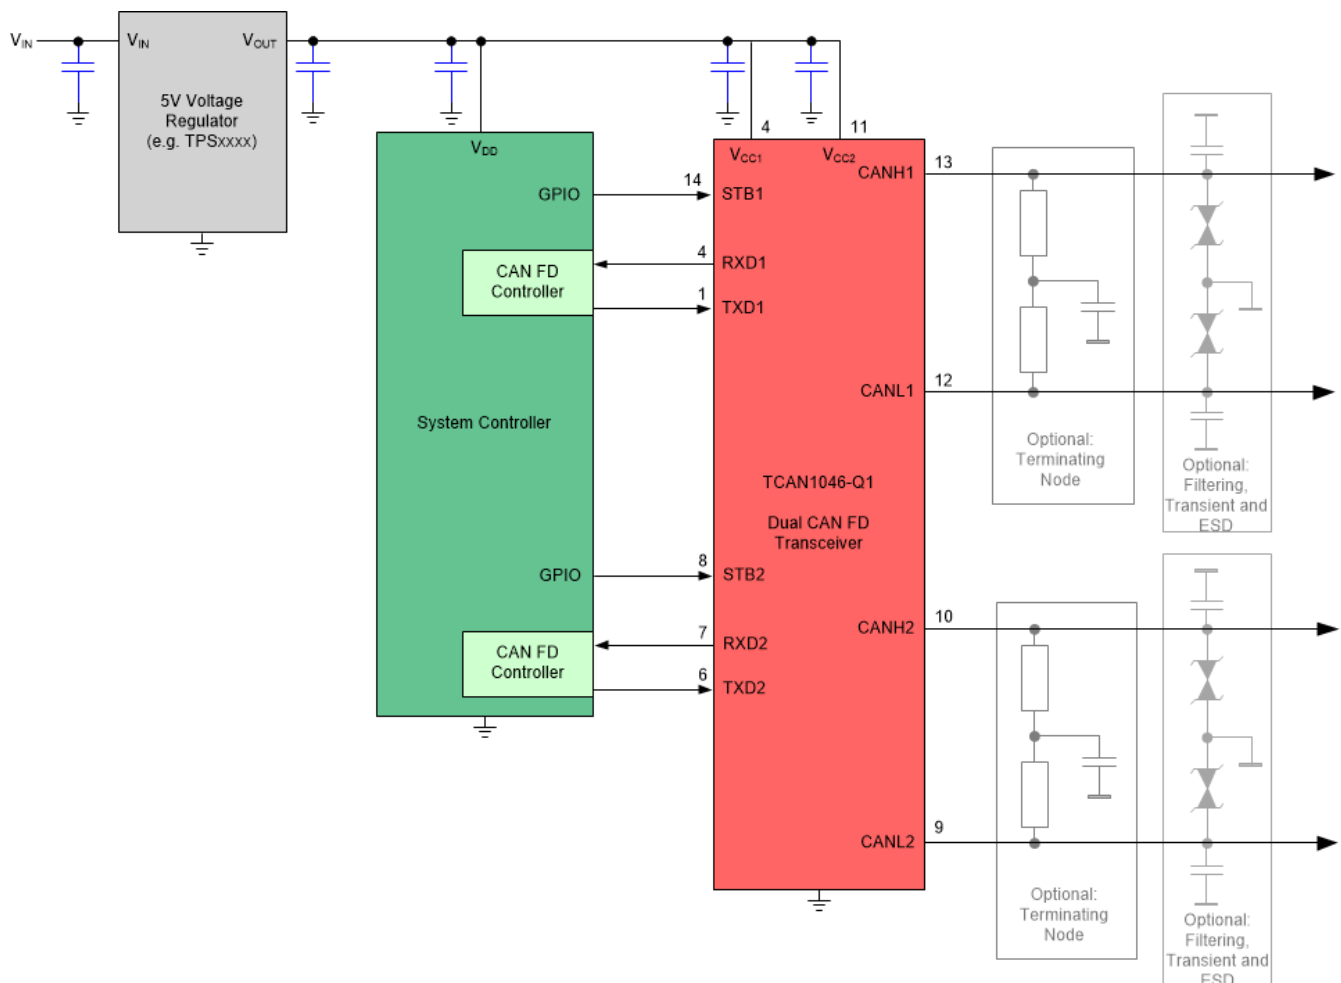 VIN
VIN
VOUT
5V Voltage
Regulator
(e.g. TPSxxxx)
VDD
GPIO
CAN FD
Controller
System Controller
GPIO
CAN FD
Controller
14
4
1
8
7
6
4
11
VCC1
VCC2
STB1
RXD1
TXD1
CANH1
CANL1
TCAN1046-Q1
Dual CAN FD
Transceiver
STB2
RXD2
TXD2
CANH2
CANL2
13
12
10
9
Optional:
Terminating
Node
Optional:
Filtering,
Transient and
ESD
Optional:
Terminating
Node
Optional:
Filtering,
Transient and
ESD